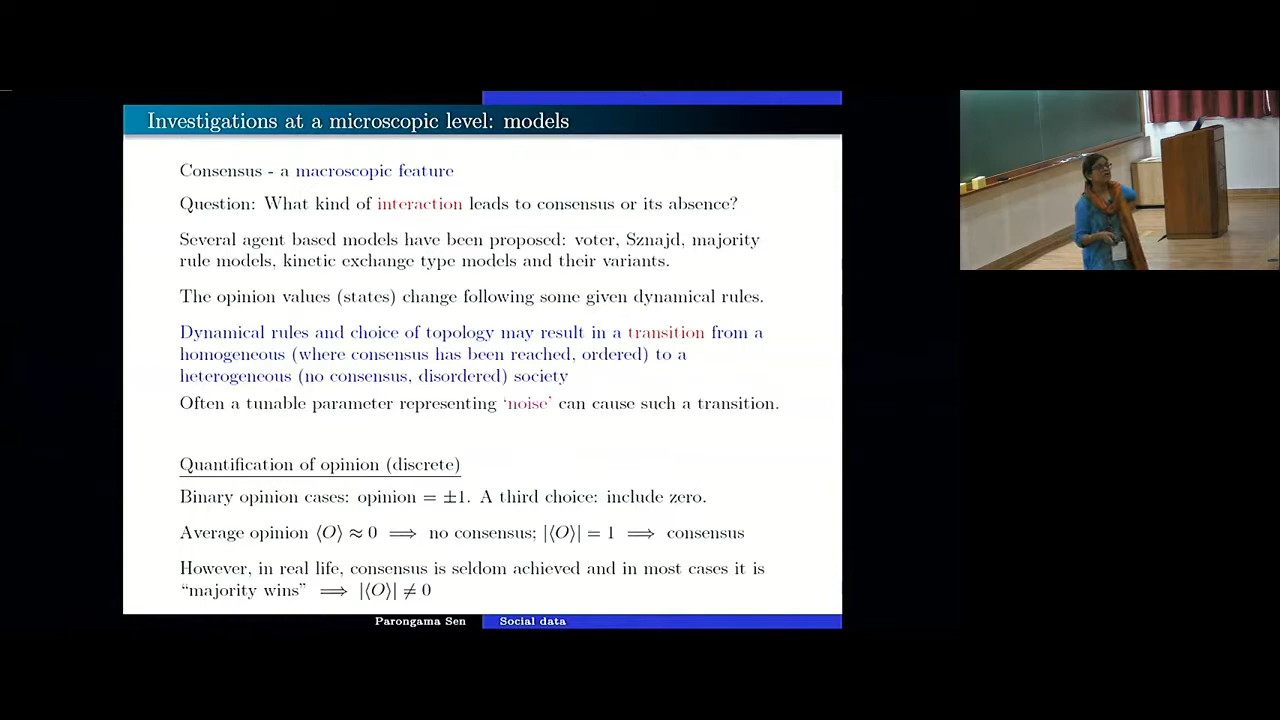 Investigations at a microscopic level: models
Consensus - a macroscopic feature
Question: What kind of interaction leads to consensus or its absence?
Several agent based models have been proposed: voter, Sznajd, majority
rule models, kinetic exchange type models and their variants.
The opinion values (states) change following some given dynamical rules.
Dynamical rules and choice of topology may result in a transition from a
homogeneous (where consensus has been reached, ordered) to a
heterogeneous (no consensus, disordered) society
Often a tunable parameter representing ‘noise’ can cause such a transition.
Quantification of opinion (discrete)
Binary opinion cases: opinion = ±1. A third choice: include zero.
Average opinion ⟨O⟩ ≈ 0 ⟹ no consensus; |⟨O⟩| = 1 ⟹ consensus
However, in real life, consensus is seldom achieved and in most cases it is
“majority wins” ⟹ |⟨O⟩| ≠ 0
Parongama Sen Social data